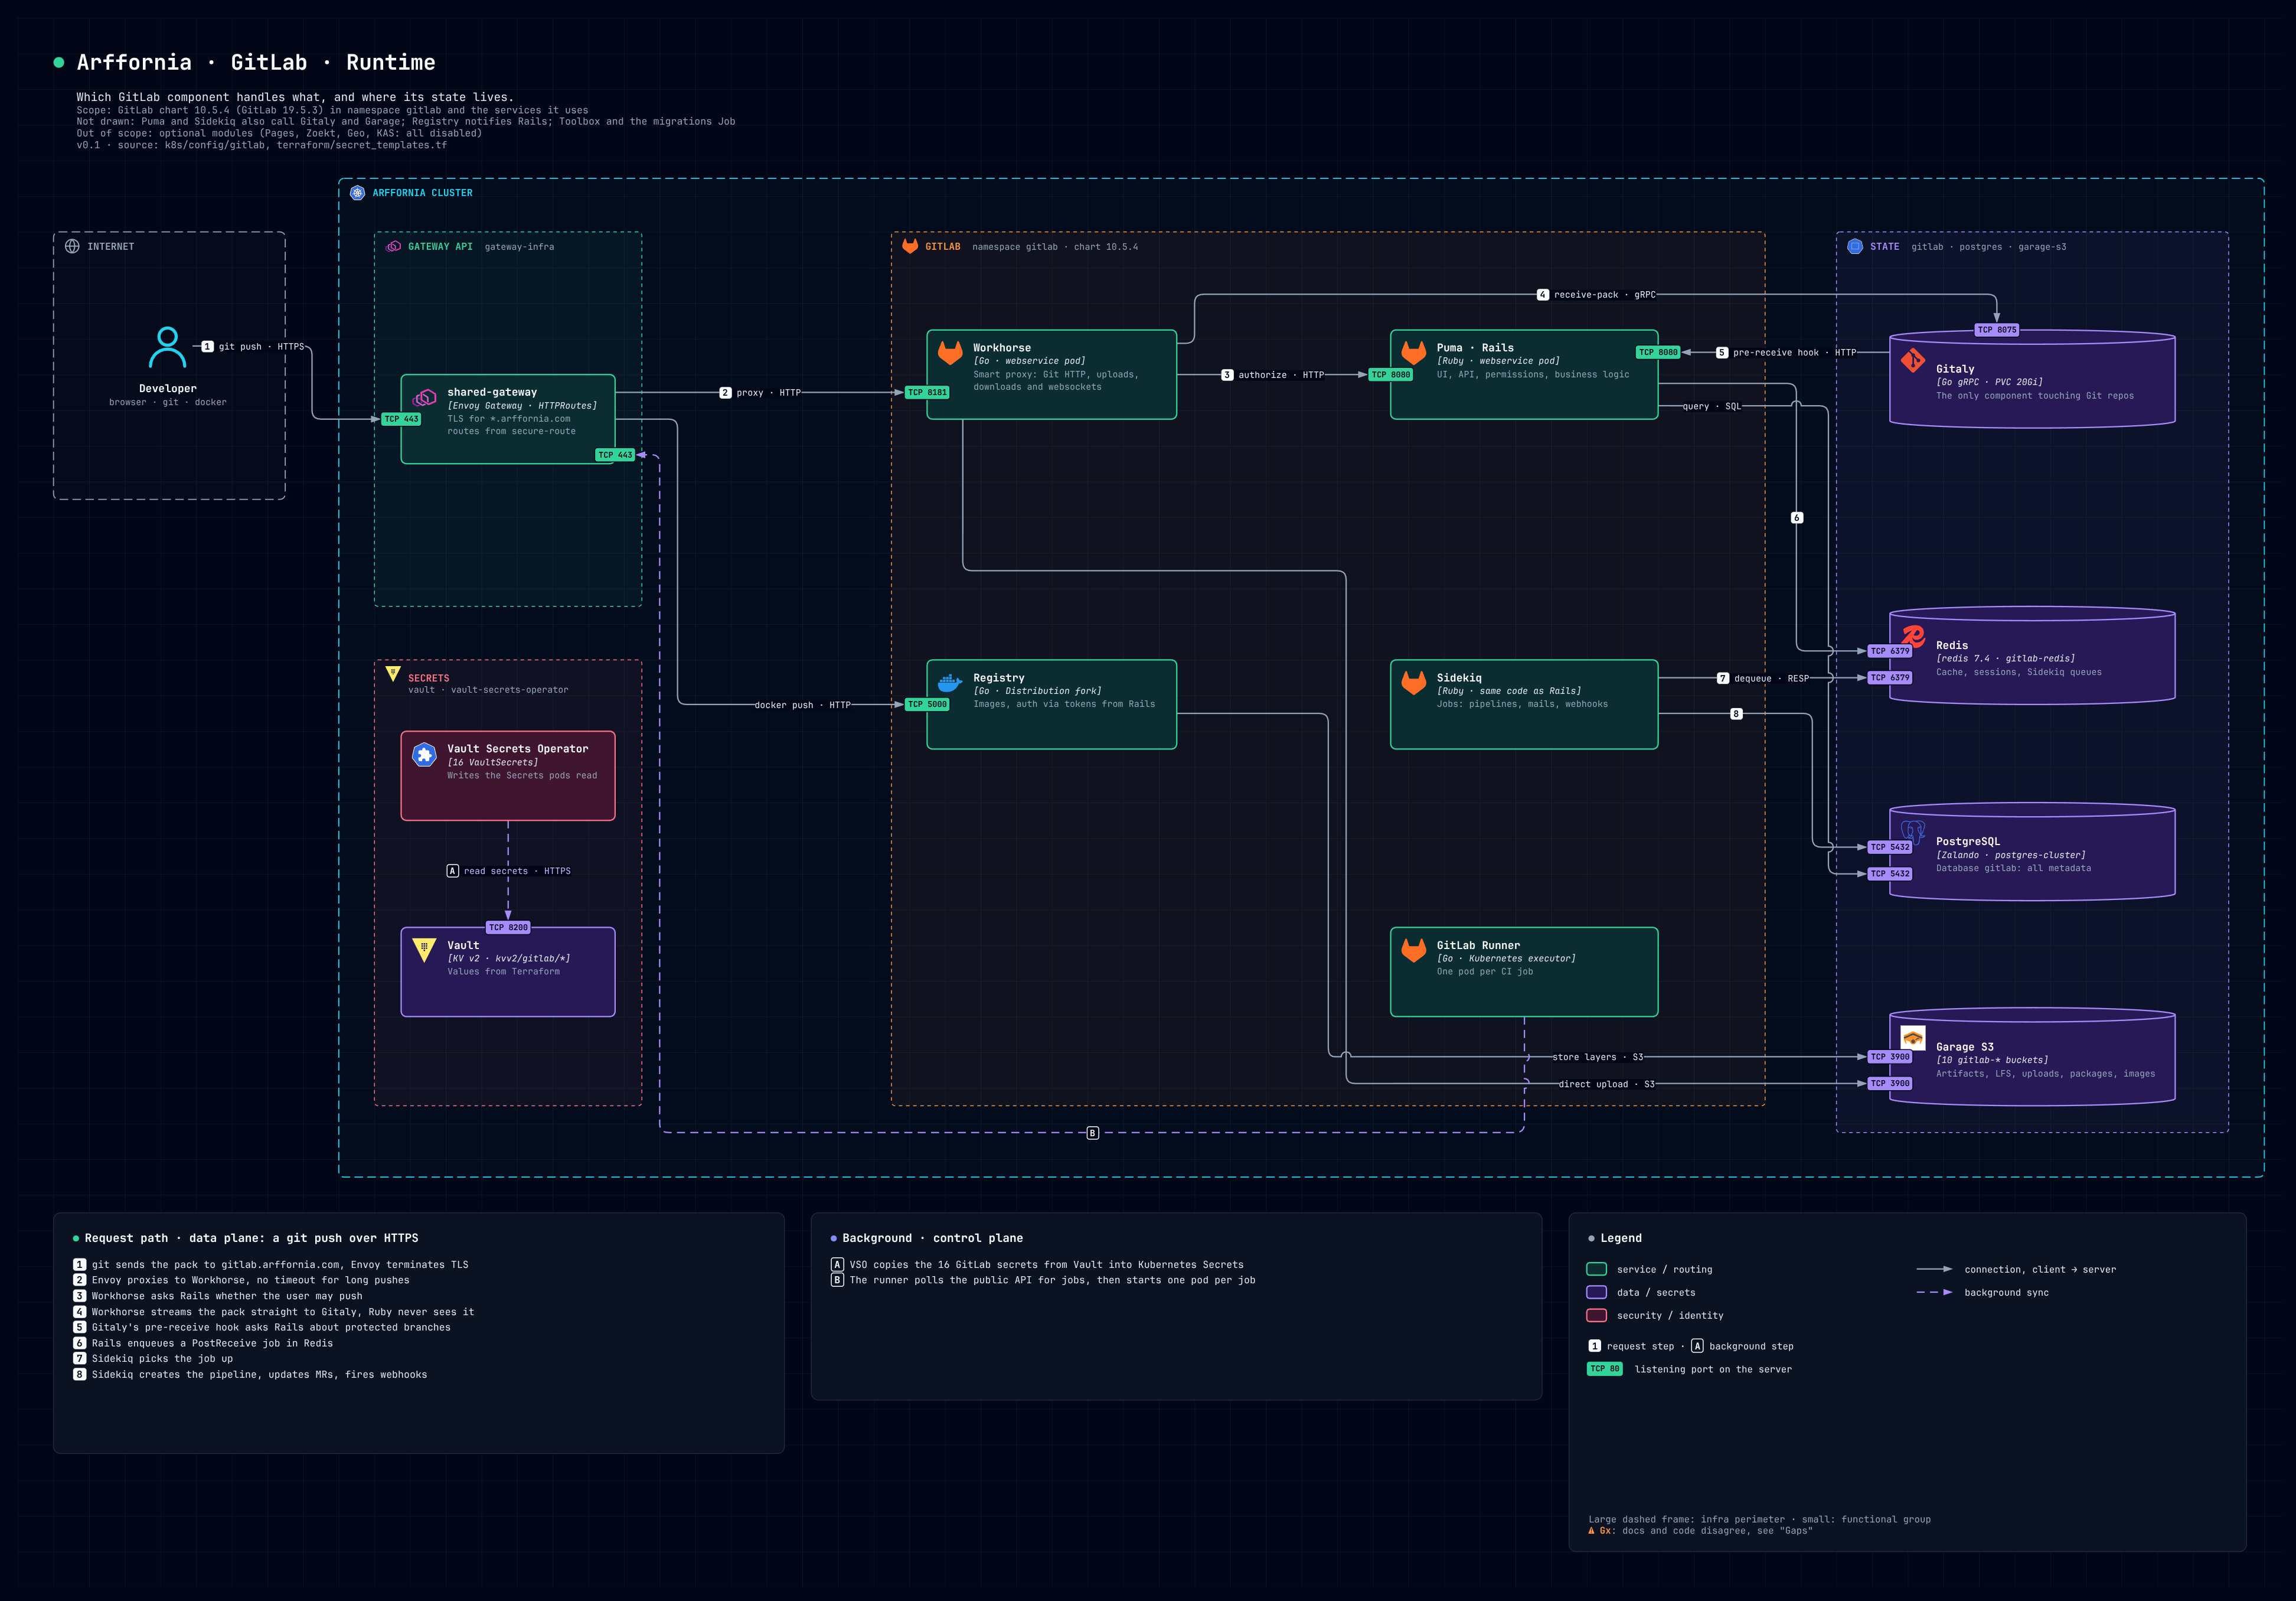 Arffornia · GitLab · Runtime
Which GitLab component handles what, and where its state lives.
Scope: GitLab chart 10.5.4 (GitLab 19.5.3) in namespace gitlab and the services it uses
Not drawn: Puma and Sidekiq also call Gitaly and Garage; Registry notifies Rails; Toolbox and the migrations Job
Out of scope: optional modules (Pages, Zoekt, Geo, KAS: all disabled)
v0.1 · source: k8s/config/gitlab, terraform/secret_templates.tf
ARFFORNIA CLUSTER
INTERNET
Developer
browser · git · docker
1 git push · HTTPS
GATEWAY API gateway-infra
TCP 443
shared-gateway
[Envoy Gateway · HTTPRoutes]
TLS for *.arffornia.com
routes from secure-route
TCP 443
2 proxy · HTTP
docker push · HTTP
SECRETS
vault · vault-secrets-operator
Vault Secrets Operator
[16 VaultSecrets]
Writes the Secrets pods read
A read secrets · HTTPS
TCP 8200
Vault
[KV v2 · kvv2/gitlab/*]
Values from Terraform
GITLAB namespace gitlab · chart 10.5.4
TCP 8181
Workhorse
[Go · webservice pod]
Smart proxy: Git HTTP, uploads,
downloads and websockets
3 authorize · HTTP
4 receive-pack · gRPC
TCP 8080
Puma · Rails
[Ruby · webservice pod]
UI, API, permissions, business logic
TCP 8080
5 pre-receive hook · HTTP
query · SQL
6
TCP 5000
Registry
[Go · Distribution fork]
Images, auth via tokens from Rails
Sidekiq
[Ruby · same code as Rails]
Jobs: pipelines, mails, webhooks
7 dequeue · RESP
8
GitLab Runner
[Go · Kubernetes executor]
One pod per CI job
store layers · S3
direct upload · S3
B
STATE gitlab · postgres · garage-s3
TCP 8075
Gitaly
[Go gRPC · PVC 20Gi]
The only component touching Git repos
TCP 6379
TCP 6379
Redis
[redis 7.4 · gitlab-redis]
Cache, sessions, Sidekiq queues
TCP 5432
TCP 5432
PostgreSQL
[Zalando · postgres-cluster]
Database gitlab: all metadata
TCP 3900
TCP 3900
Garage S3
[10 gitlab-* buckets]
Artifacts, LFS, uploads, packages, images
Request path · data plane: a git push over HTTPS
1 git sends the pack to gitlab.arffornia.com, Envoy terminates TLS
2 Envoy proxies to Workhorse, no timeout for long pushes
3 Workhorse asks Rails whether the user may push
4 Workhorse streams the pack straight to Gitaly, Ruby never sees it
5 Gitaly's pre-receive hook asks Rails about protected branches
6 Rails enqueues a PostReceive job in Redis
7 Sidekiq picks the job up
8 Sidekiq creates the pipeline, updates MRs, fires webhooks
Background · control plane
A VSO copies the 16 GitLab secrets from Vault into Kubernetes Secrets
B The runner polls the public API for jobs, then starts one pod per job
Legend
service / routing
data / secrets
security / identity
connection, client → server
background sync
1 request step · A background step
TCP 80 listening port on the server
Large dashed frame: infra perimeter · small: functional group
▲ Gx: docs and code disagree, see "Gaps"